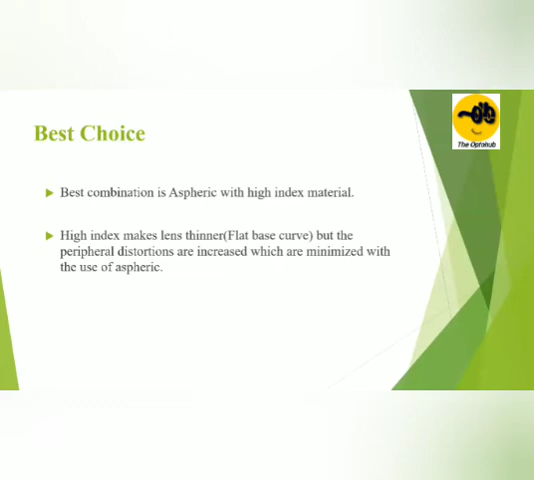 The Optohub
Best Choice
Best combination is Aspheric with high index material.
High index makes lens thinner(Flat base curve) but the
peripheral distortions are increased which are minimized with
the use of aspheric.